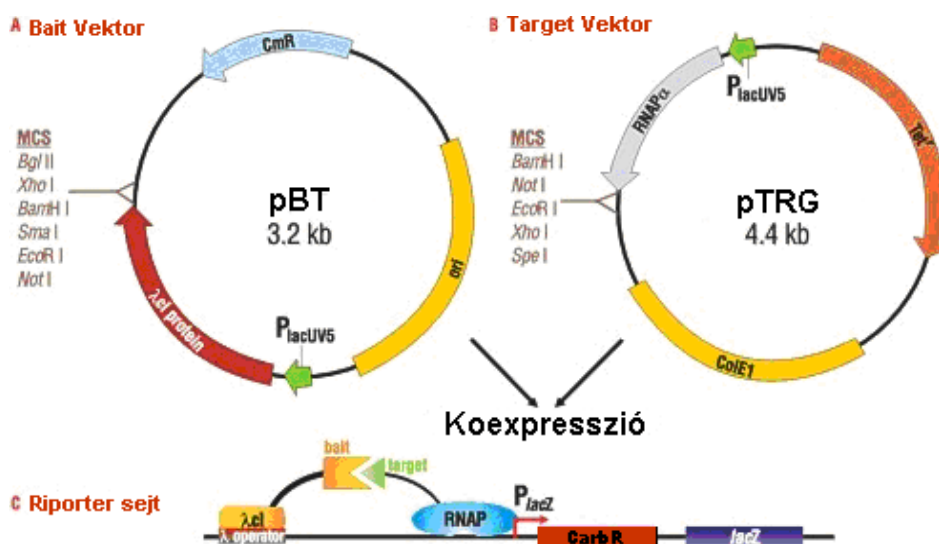 A Bait Vektor
CmR
MCS
Bgl II
Xho I
BamH I
Sma I
EcoR I
Not I
pBT
3.2 kb
ori
λcI protein
PlacUV5
B Target Vektor
PlacUV5
RNAPα
TetR
MCS
BamH I
Not I
EcoR I
Xho I
Spe I
pTRG
4.4 kb
ColE1
Koexpresszió
C Riporter sejt
bait
target
λcI
λ operator
RNAP
PlacZ
CarbR
lacZ